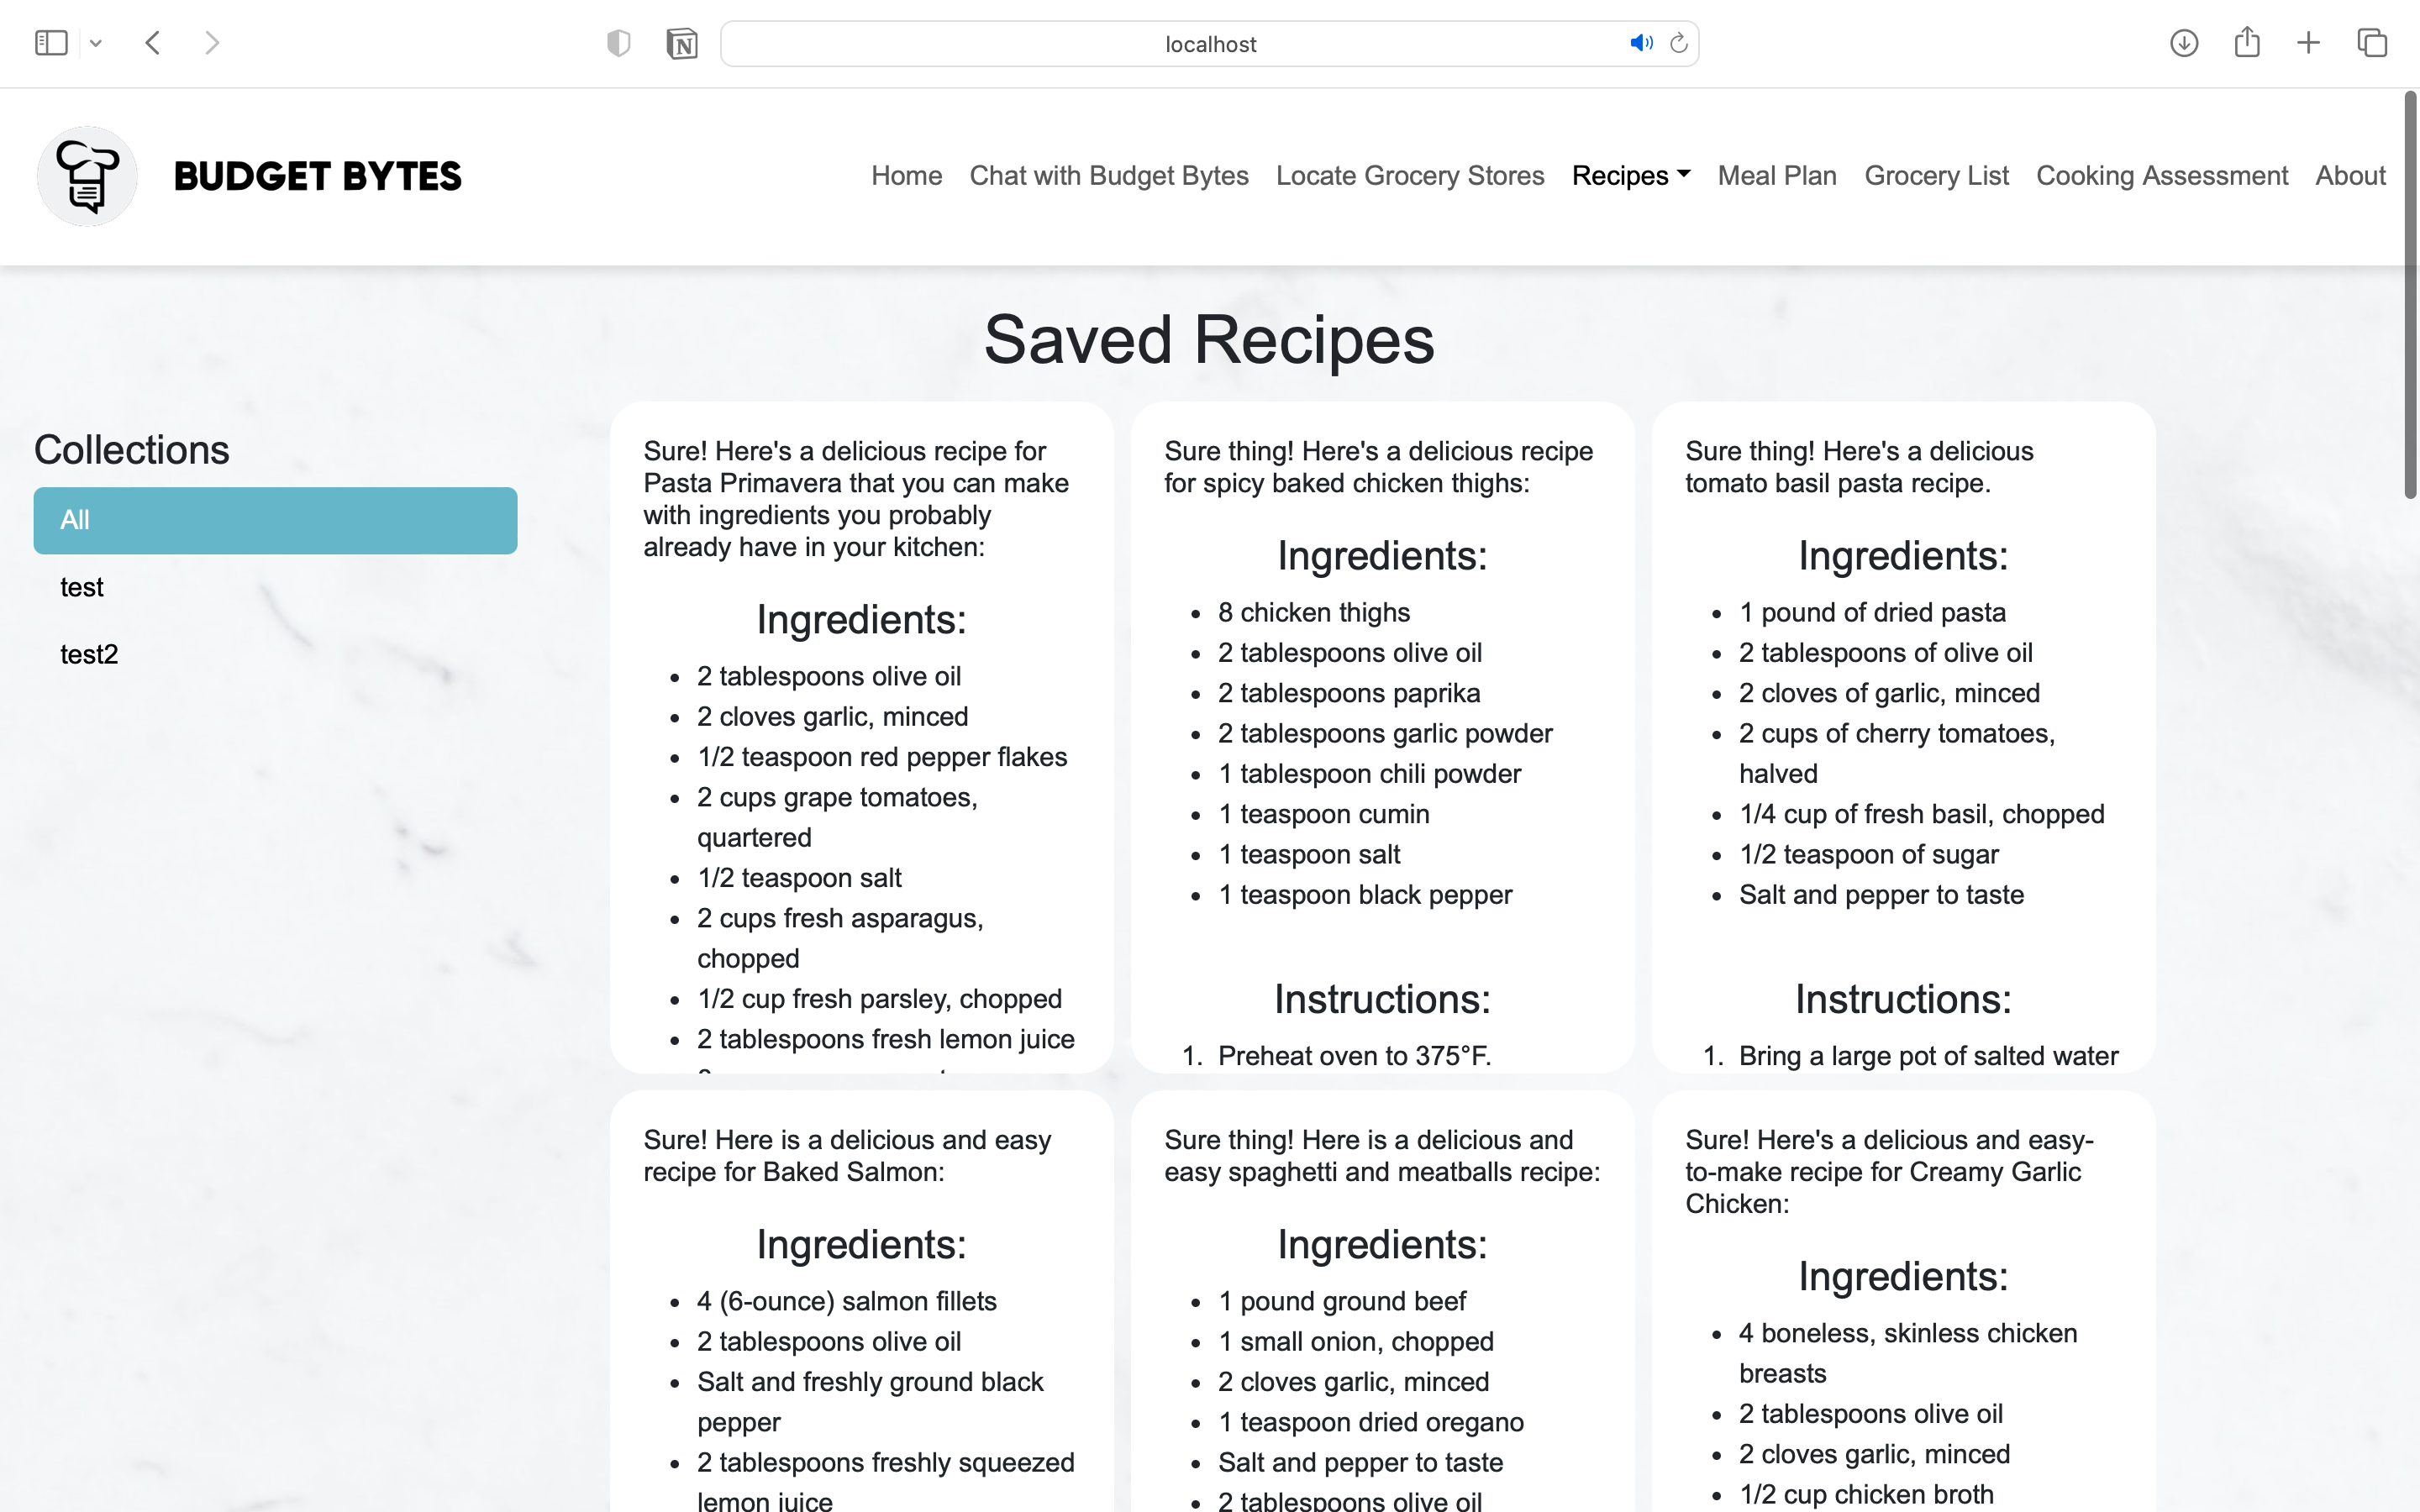 localhost
BUDGET BYTES
Home Chat with Budget Bytes Locate Grocery Stores Recipes Meal Plan Grocery List Cooking Assessment About
Saved Recipes
Collections
All
test
test2
Sure! Here's a delicious recipe for
Pasta Primavera that you can make
with ingredients you probably
already have in your kitchen:
Ingredients:
• 2 tablespoons olive oil
• 2 cloves garlic, minced
• 1/2 teaspoon red pepper flakes
• 2 cups grape tomatoes,
quartered
• 1/2 teaspoon salt
• 2 cups fresh asparagus,
chopped
• 1/2 cup fresh parsley, chopped
• 2 tablespoons fresh lemon juice
Sure thing! Here's a delicious recipe
for spicy baked chicken thighs:
Ingredients:
• 8 chicken thighs
• 2 tablespoons olive oil
• 2 tablespoons paprika
• 2 tablespoons garlic powder
• 1 tablespoon chili powder
• 1 teaspoon cumin
• 1 teaspoon salt
• 1 teaspoon black pepper
Instructions:
1. Preheat oven to 375°F.
Sure thing! Here's a delicious
tomato basil pasta recipe.
Ingredients:
• 1 pound of dried pasta
• 2 tablespoons of olive oil
• 2 cloves of garlic, minced
• 2 cups of cherry tomatoes,
halved
• 1/4 cup of fresh basil, chopped
• 1/2 teaspoon of sugar
• Salt and pepper to taste
Instructions:
1. Bring a large pot of salted water
Sure! Here is a delicious and easy
recipe for Baked Salmon:
Ingredients:
• 4 (6-ounce) salmon fillets
• 2 tablespoons olive oil
• Salt and freshly ground black
pepper
• 2 tablespoons freshly squeezed
lemon juice
Sure thing! Here is a delicious and
easy spaghetti and meatballs recipe:
Ingredients:
• 1 pound ground beef
• 1 small onion, chopped
• 2 cloves garlic, minced
• 1 teaspoon dried oregano
• Salt and pepper to taste
• 2 tablespoons olive oil
Sure! Here's a delicious and easy-
to-make recipe for Creamy Garlic
Chicken:
Ingredients:
• 4 boneless, skinless chicken
breasts
• 2 tablespoons olive oil
• 2 cloves garlic, minced
• 1/2 cup chicken broth